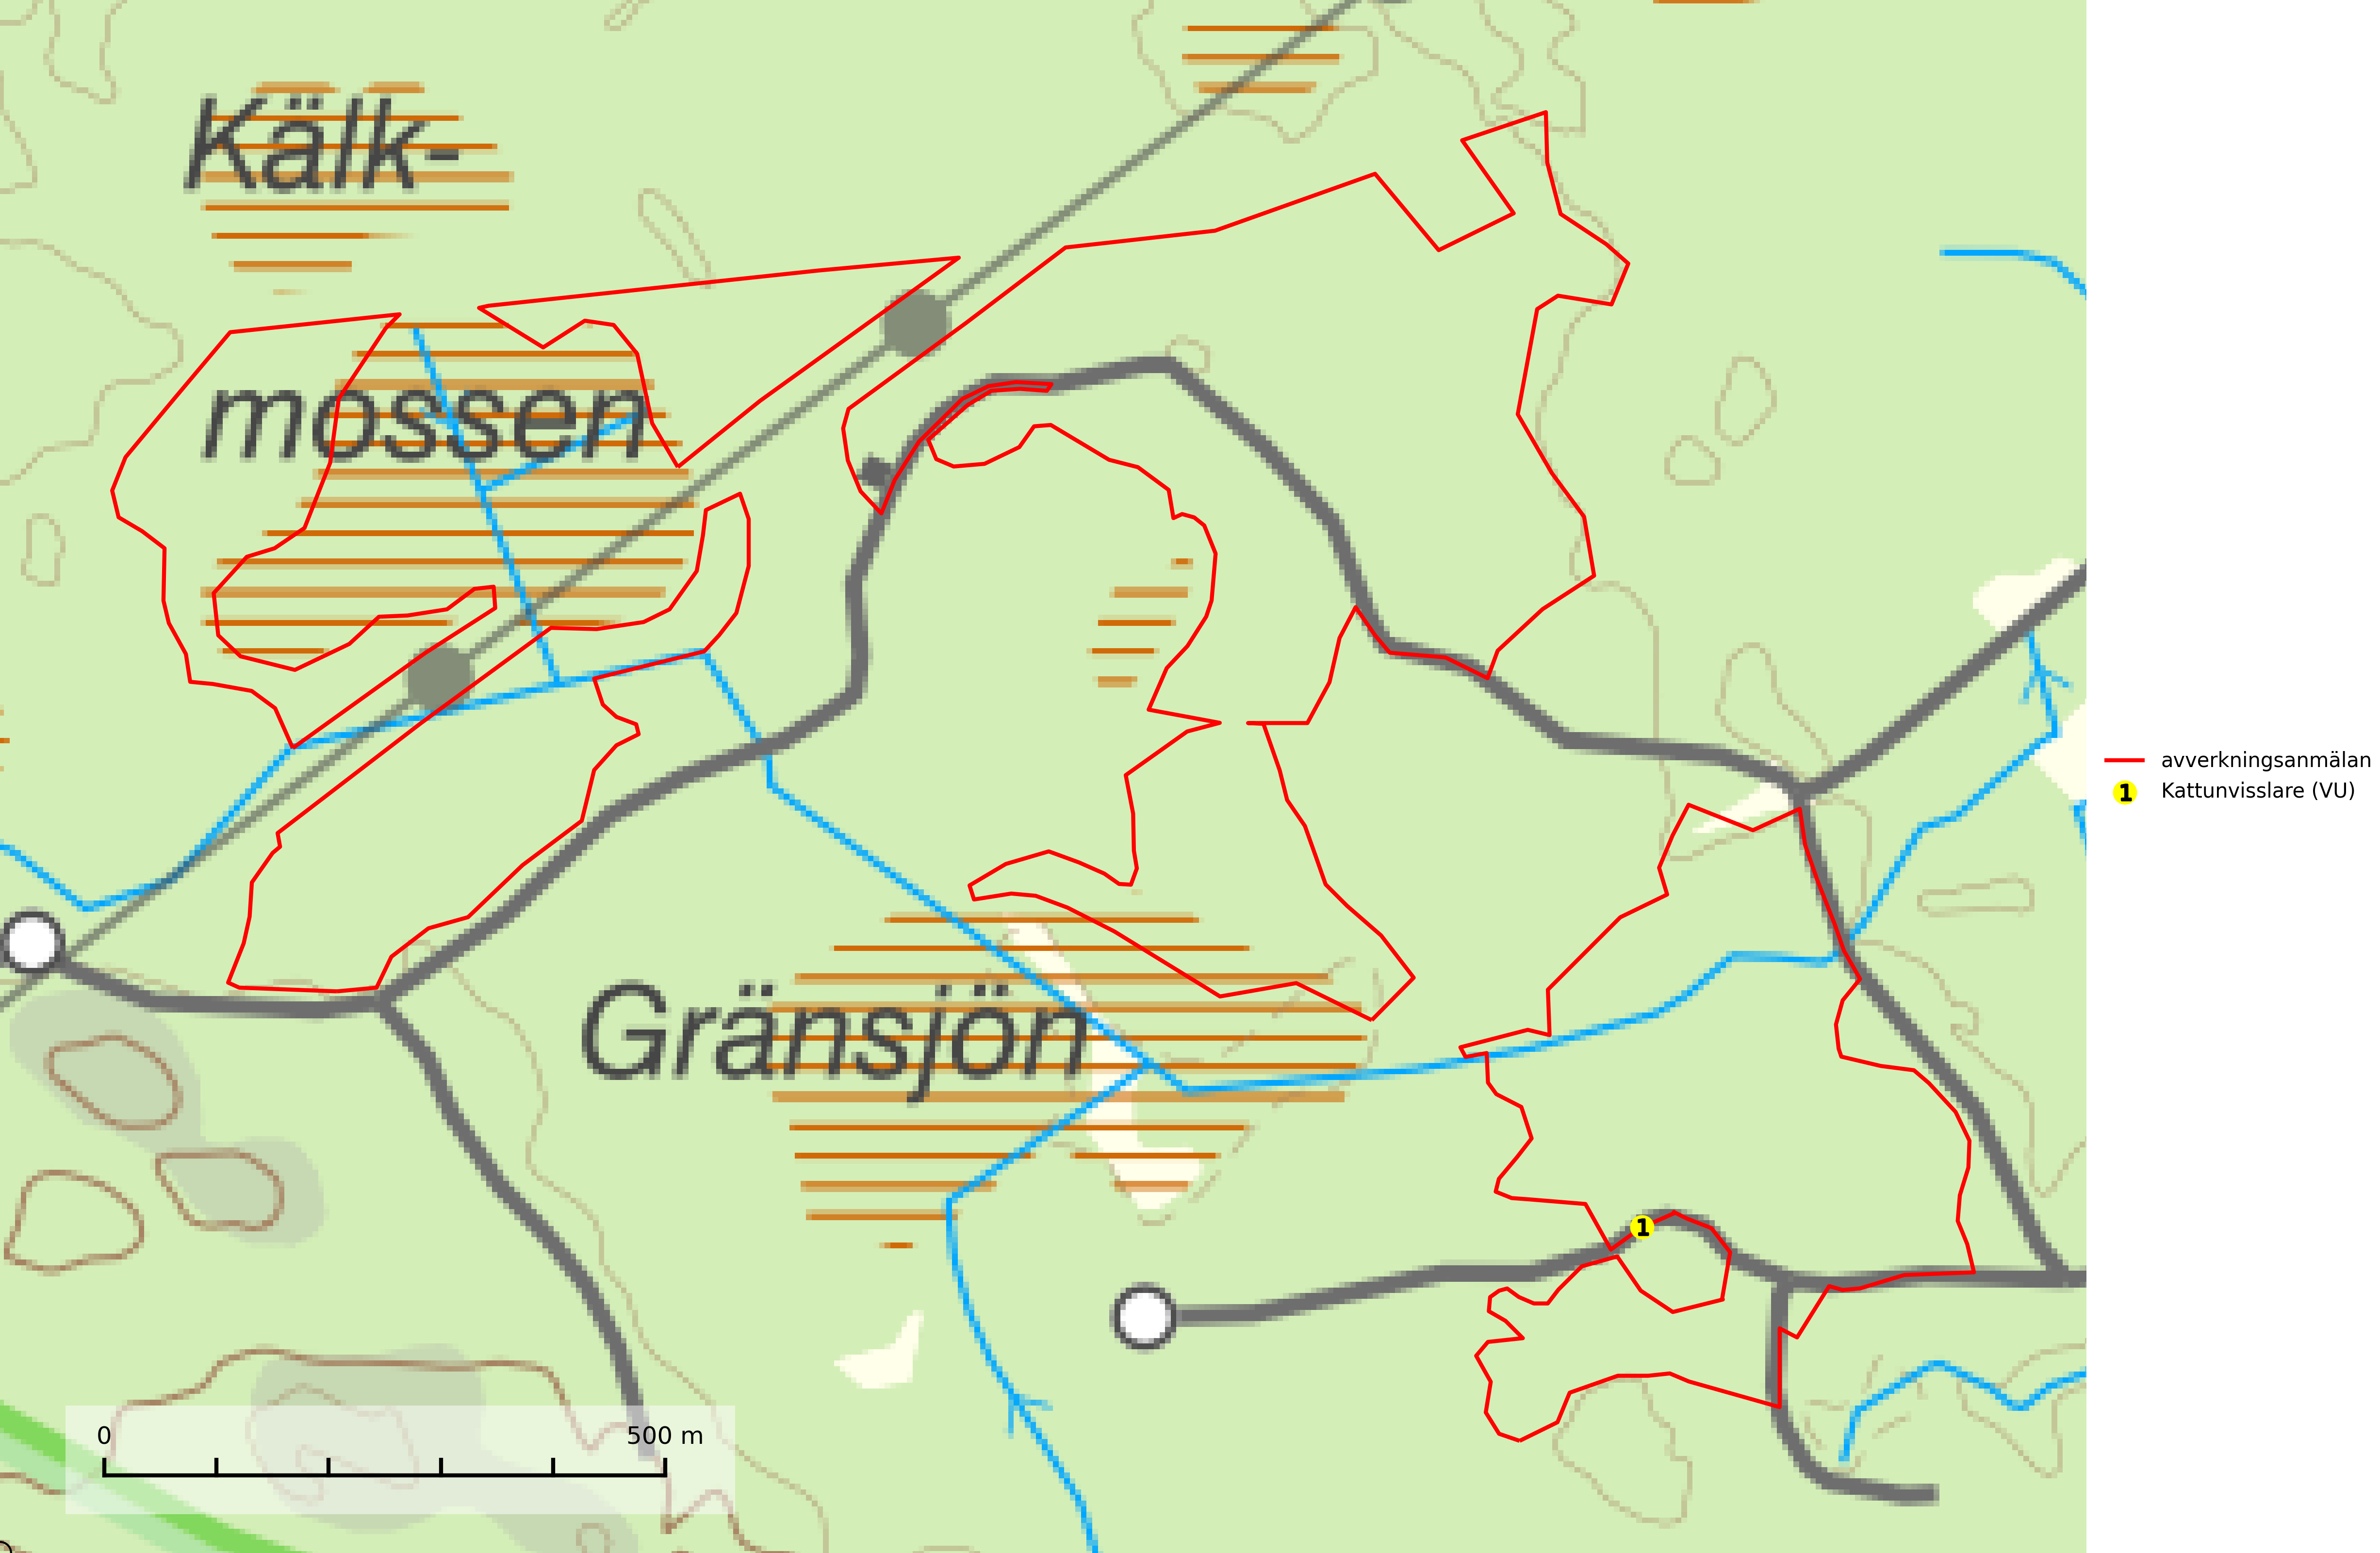 Kälk-
mossen
Gränsjön
1
0 500 m
avverkningsanmälan
1 Kattunvisslare (VU)